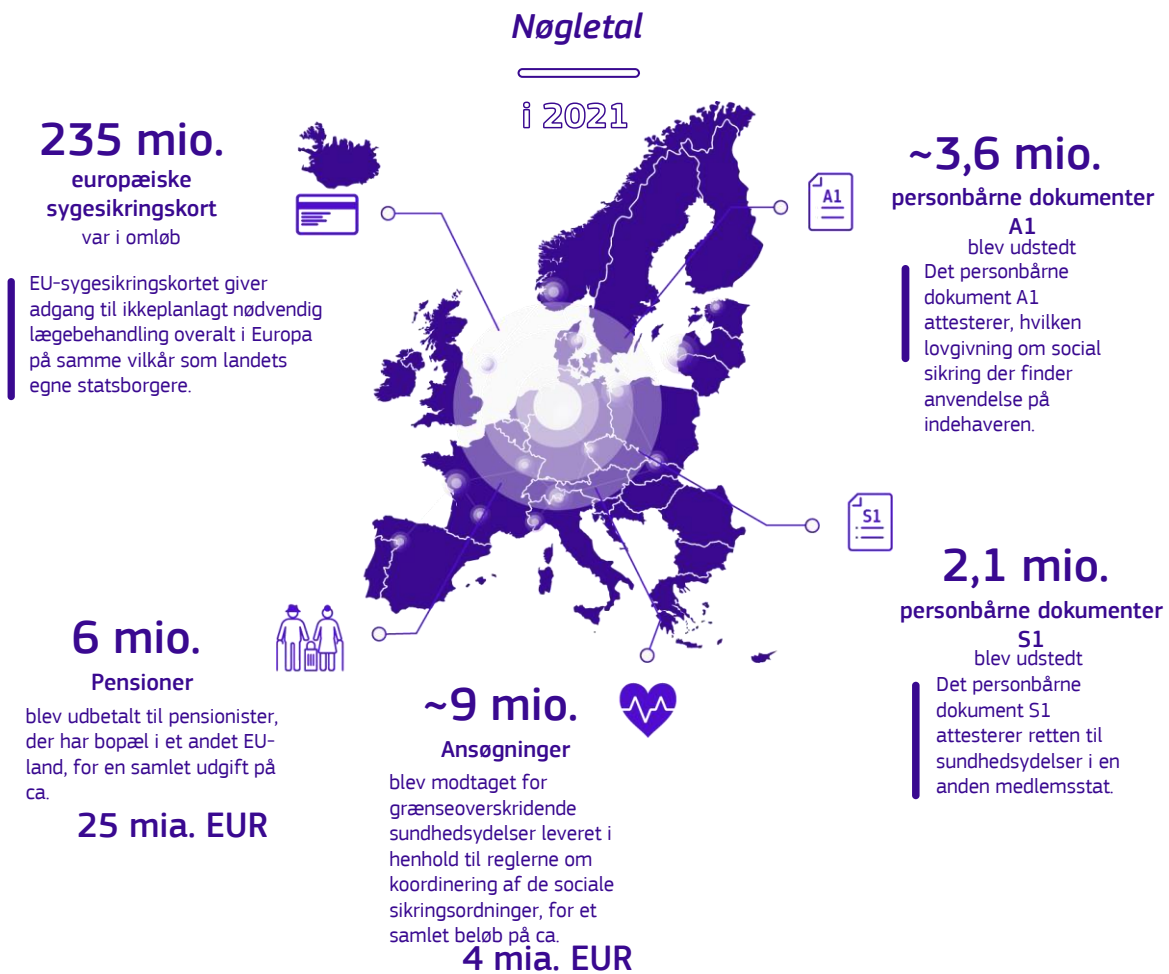 Nøgletal
i 2021
235 mio.
europæiske
sygesikringskort
var i omløb
EU-sygesikringskortet giver
adgang til ikkeplanlagt nødvendig
lægebehandling overalt i Europa
på samme vilkår som landets
egne statsborgere.
A1
~3,6 mio.
personbårne dokumenter
A1
blev udstedt
Det personbårne
dokument A1
attesterer, hvilken
lovgivning om social
sikring der finder
anvendelse på
indehaveren.
S1
2,1 mio.
personbårne dokumenter
S1
blev udstedt
Det personbårne
dokument S1
attesterer retten til
sundhedsydelser i en
anden medlemsstat.
6 mio.
Pensioner
blev udbetalt til pensionister,
der har bopæl i et andet EU-
land, for en samlet udgift på
ca.
25 mia. EUR
~9 mio.
Ansøgninger
blev modtaget for
grænseoverskridende
sundhedsydelser leveret i
henhold til reglerne om
koordinering af de sociale
sikringsordninger, for et
samlet beløb på ca.
4 mia. EUR